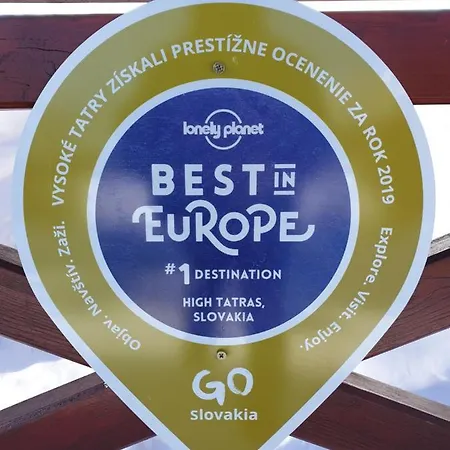 VYSOKÉ TATRY ZÍSKALI PRESTÍŽNE OCENENIE ZA ROK 2019
Objav. Navštív. Zaži.
Explore. Visit. Enjoy.
lonely planet
BEST IN
EUROPE
#1 DESTINATION
HIGH TATRAS,
SLOVAKIA
GO
Slovakia